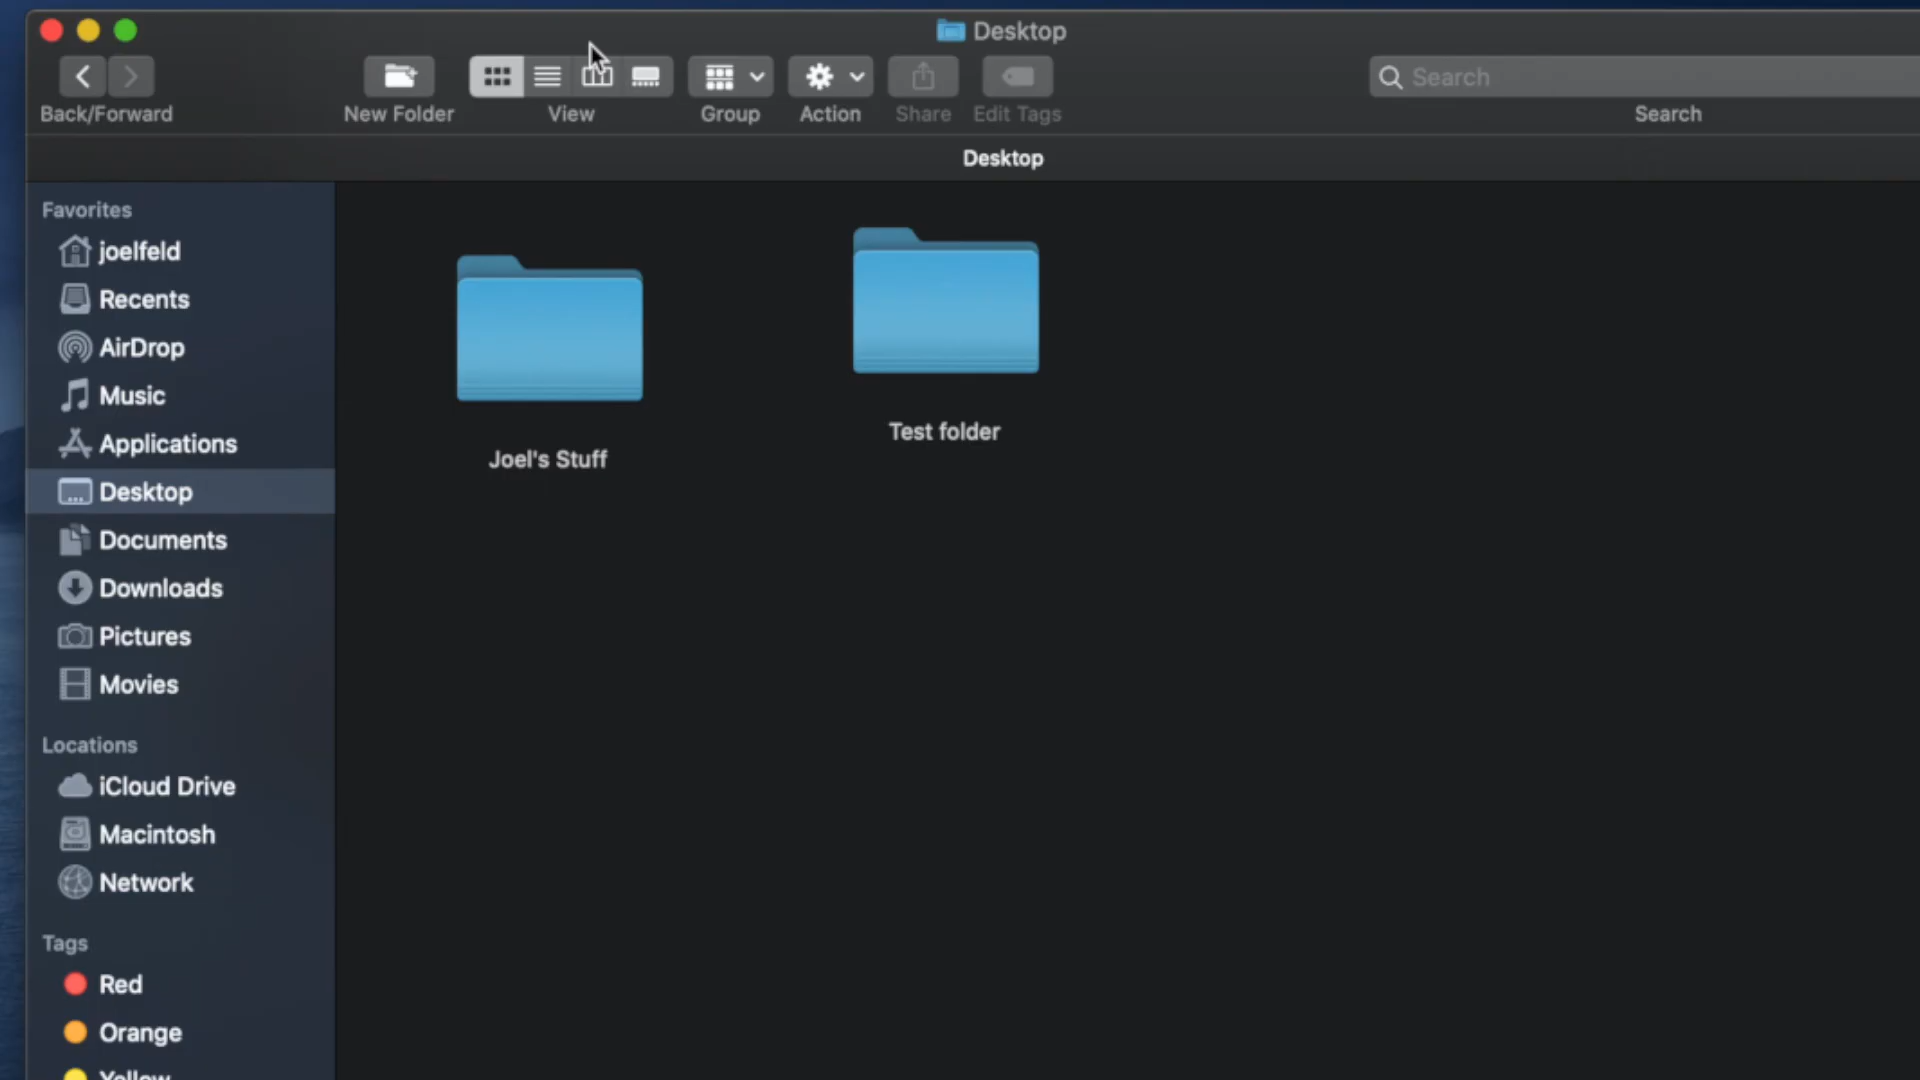 Desktop
Search
Back/Forward
New Folder
View
Group
Action
Share
Edit Tags
Search
Desktop
Favorites
joelfeld
Recents
AirDrop
Music
Applications
Desktop
Documents
Downloads
Pictures
Movies
Locations
iCloud Drive
Macintosh
Network
Tags
Red
Orange
Yellow
Joel's Stuff
Test folder